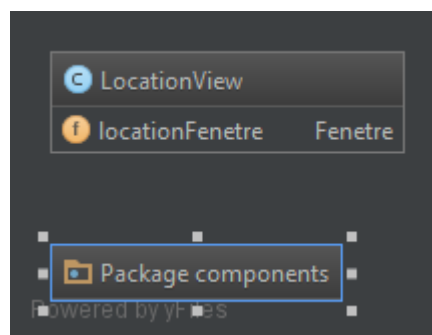 C LocationView
f locationFenetre Fenetre
Package components
Powered by yFiles